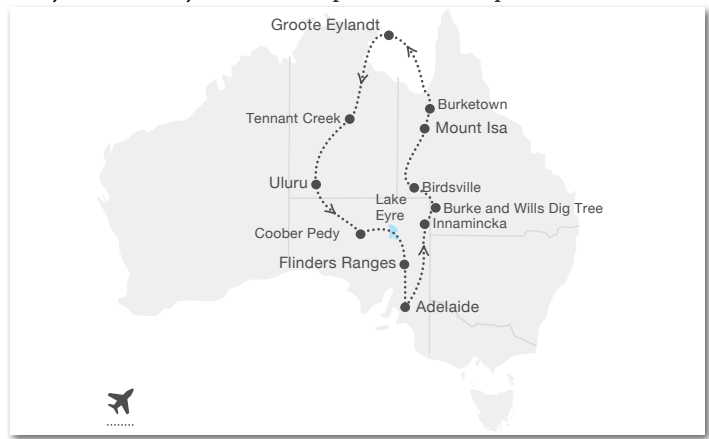 Groote Eylandt
Burketown
Tennant Creek
Mount Isa
Uluru
Birdsville
Lake
Eyre
Burke and Wills Dig Tree
Innamincka
Coober Pedy
Flinders Ranges
Adelaide